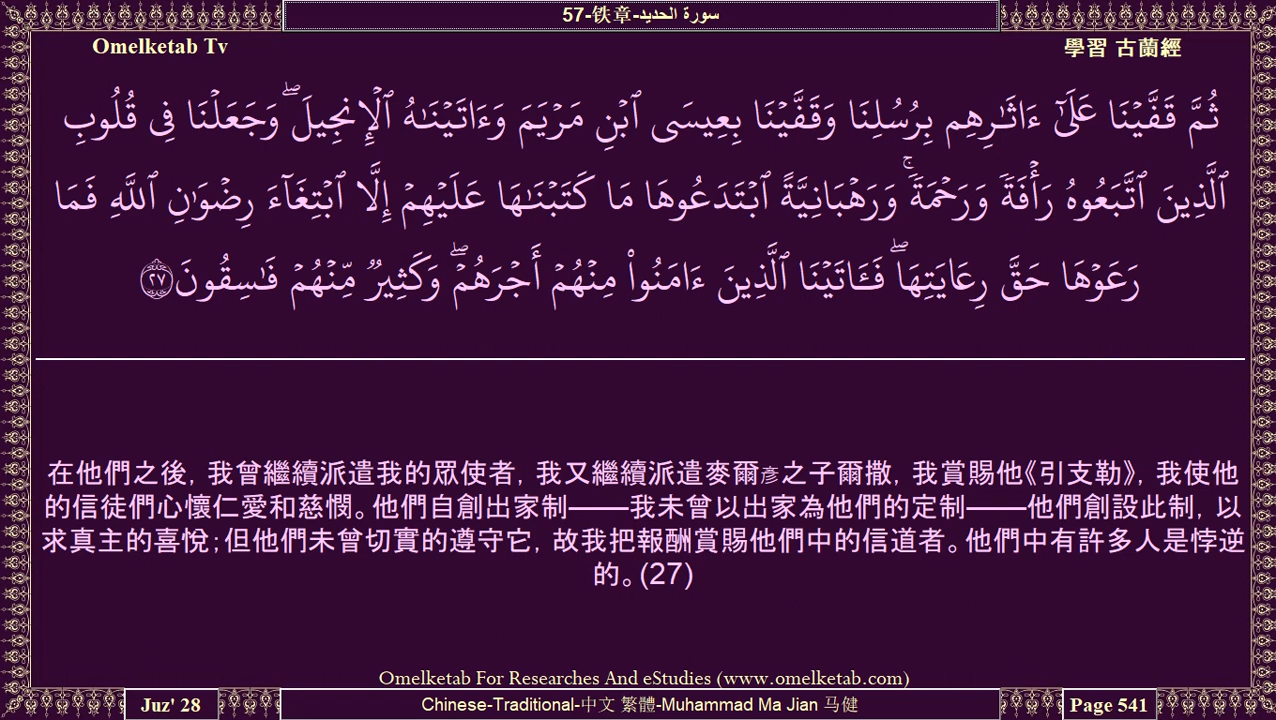 57-铁章-سورة الحديد
Omelketab Tv
學習 古蘭經
ثُمَّ قَفَّيْنَا عَلَىٰٓ ءَاثَـٰرِهِم بِرُسُلِنَا وَقَفَّيْنَا بِعِيسَى ٱبْنِ مَرْيَمَ وَءَاتَيْنَـٰهُ ٱلْإِنجِيلَ ۖ وَجَعَلْنَا فِى قُلُوبِ
ٱلَّذِينَ ٱتَّبَعُوهُ رَأْفَةً وَرَحْمَةً ۚ وَرَهْبَانِيَّةً ٱبْتَدَعُوهَا مَا كَتَبْنَـٰهَا عَلَيْهِمْ إِلَّا ٱبْتِغَآءَ رِضْوَٰنِ ٱللَّهِ فَمَا
رَعَوْهَا حَقَّ رِعَايَتِهَا ۖ فَـَٔاتَيْنَا ٱلَّذِينَ ءَامَنُوا۟ مِنْهُمْ أَجْرَهُمْ ۖ وَكَثِيرٌ مِّنْهُمْ فَـٰسِقُونَ ٢٧
在他們之後，我曾繼續派遣我的眾使者，我又繼續派遣麥爾彥之子爾撒，我賞賜他《引支勒》，我使他
的信徒們心懷仁愛和慈憫。他們自創出家制——我未曾以出家為他們的定制——他們創設此制，以
求真主的喜悅；但他們未曾切實的遵守它，故我把報酬賞賜他們中的信道者。他們中有許多人是悖逆
的。(27)
Omelketab For Researches And eStudies (www.omelketab.com)
Juz' 28
Chinese-Traditional-中文 繁體-Muhammad Ma Jian 马健
Page 541